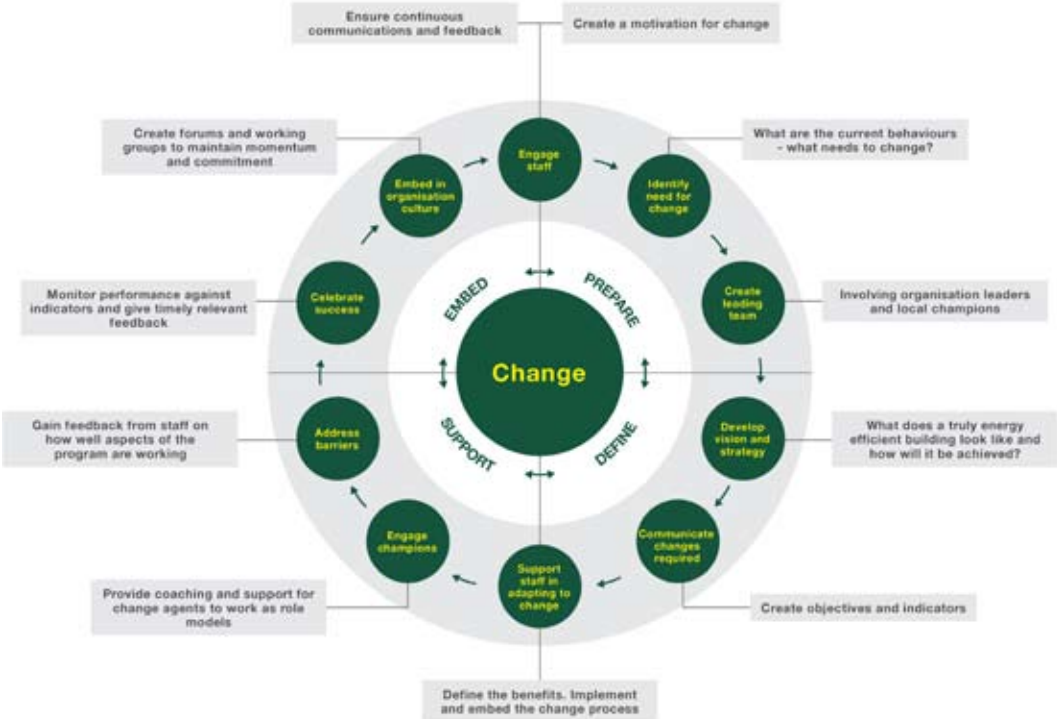 Ensure continuous
communications and feedback
Create a motivation for change
Create forums and working
groups to maintain momentum
and commitment
What are the current behaviours
- what needs to change?
Engage
staff
Embed in
organisation
culture
Identify
need for
change
Monitor performance against
indicators and give timely relevant
feedback
Celebrate
success
EMBED
PREPARE
Create
leading
team
Involving organisation leaders
and local champions
Change
Gain feedback from staff on
how well aspects of the
program are working
Address
barriers
SUPPORT
DEFINE
Develop
vision and
strategy
What does a truly energy
efficient building look like and
how will it be achieved?
Engage
champions
Communicate
changes
required
Support
staff in
adapting to
change
Provide coaching and support for
change agents to work as role
models
Create objectives and indicators
Define the benefits. Implement
and embed the change process